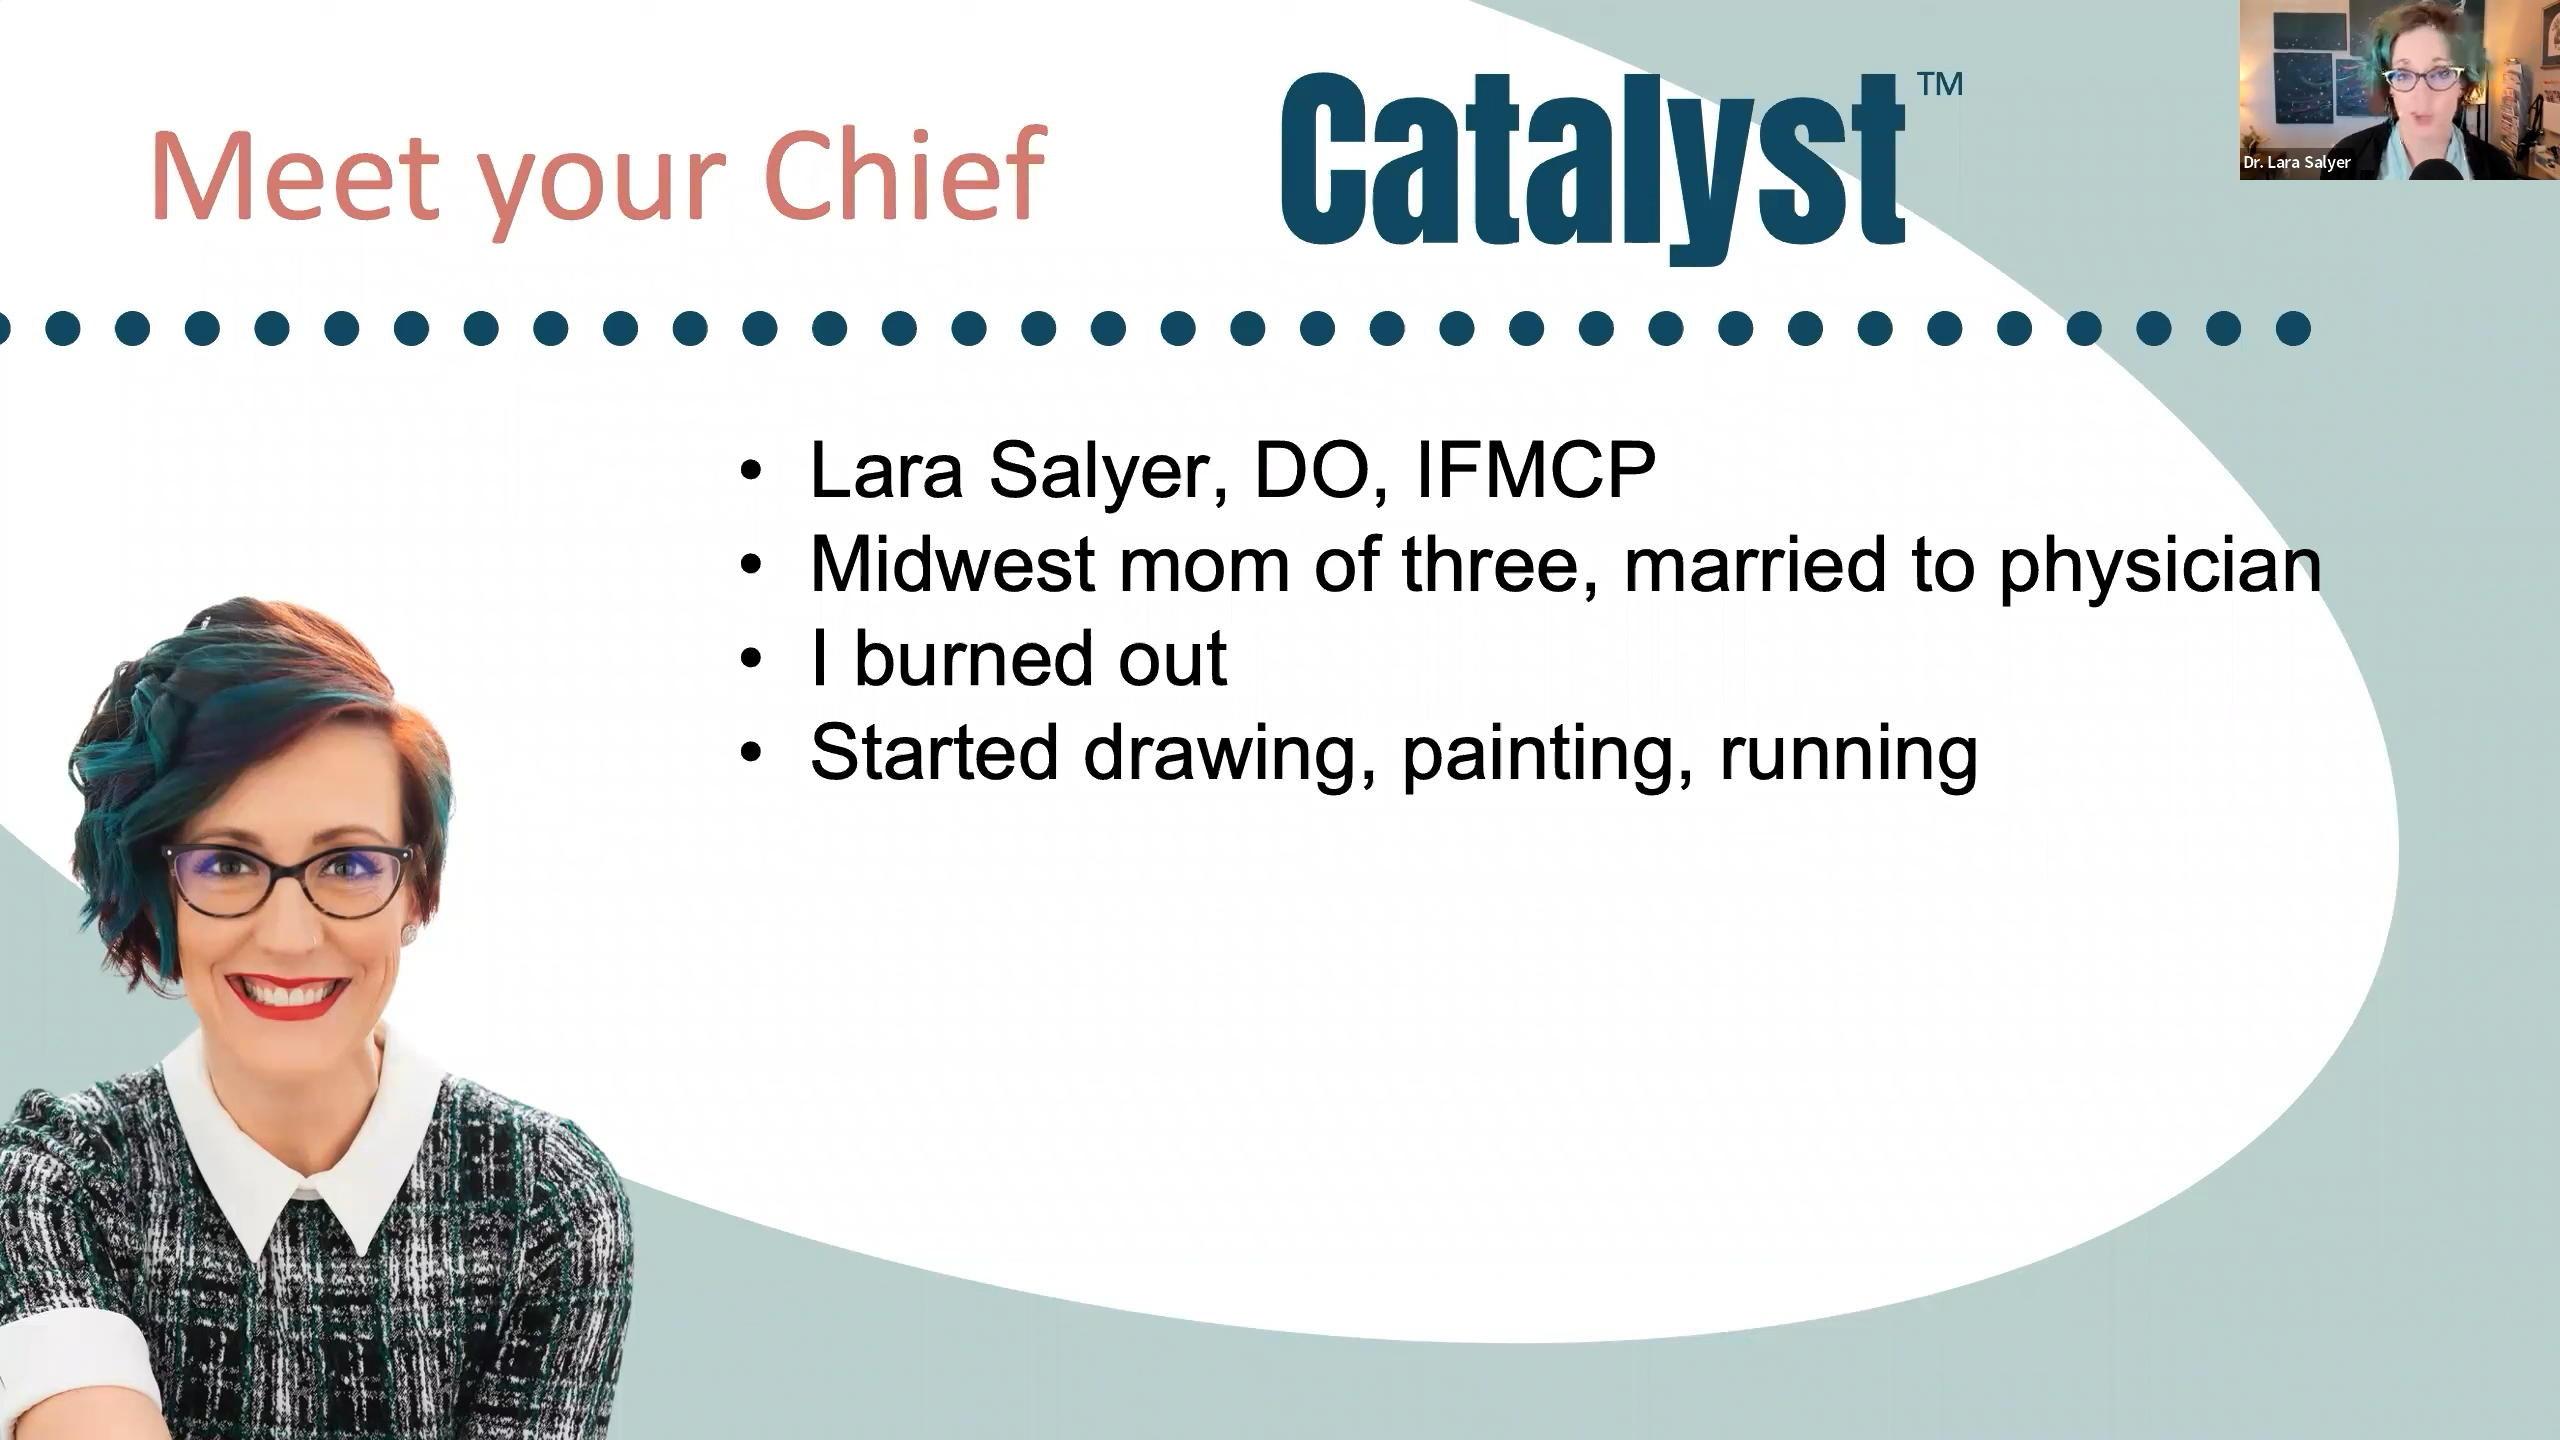 Meet your Chief Catalyst™
Dr. Lara Salyer
• Lara Salyer, DO, IFMCP
• Midwest mom of three, married to physician
• I burned out
• Started drawing, painting, running